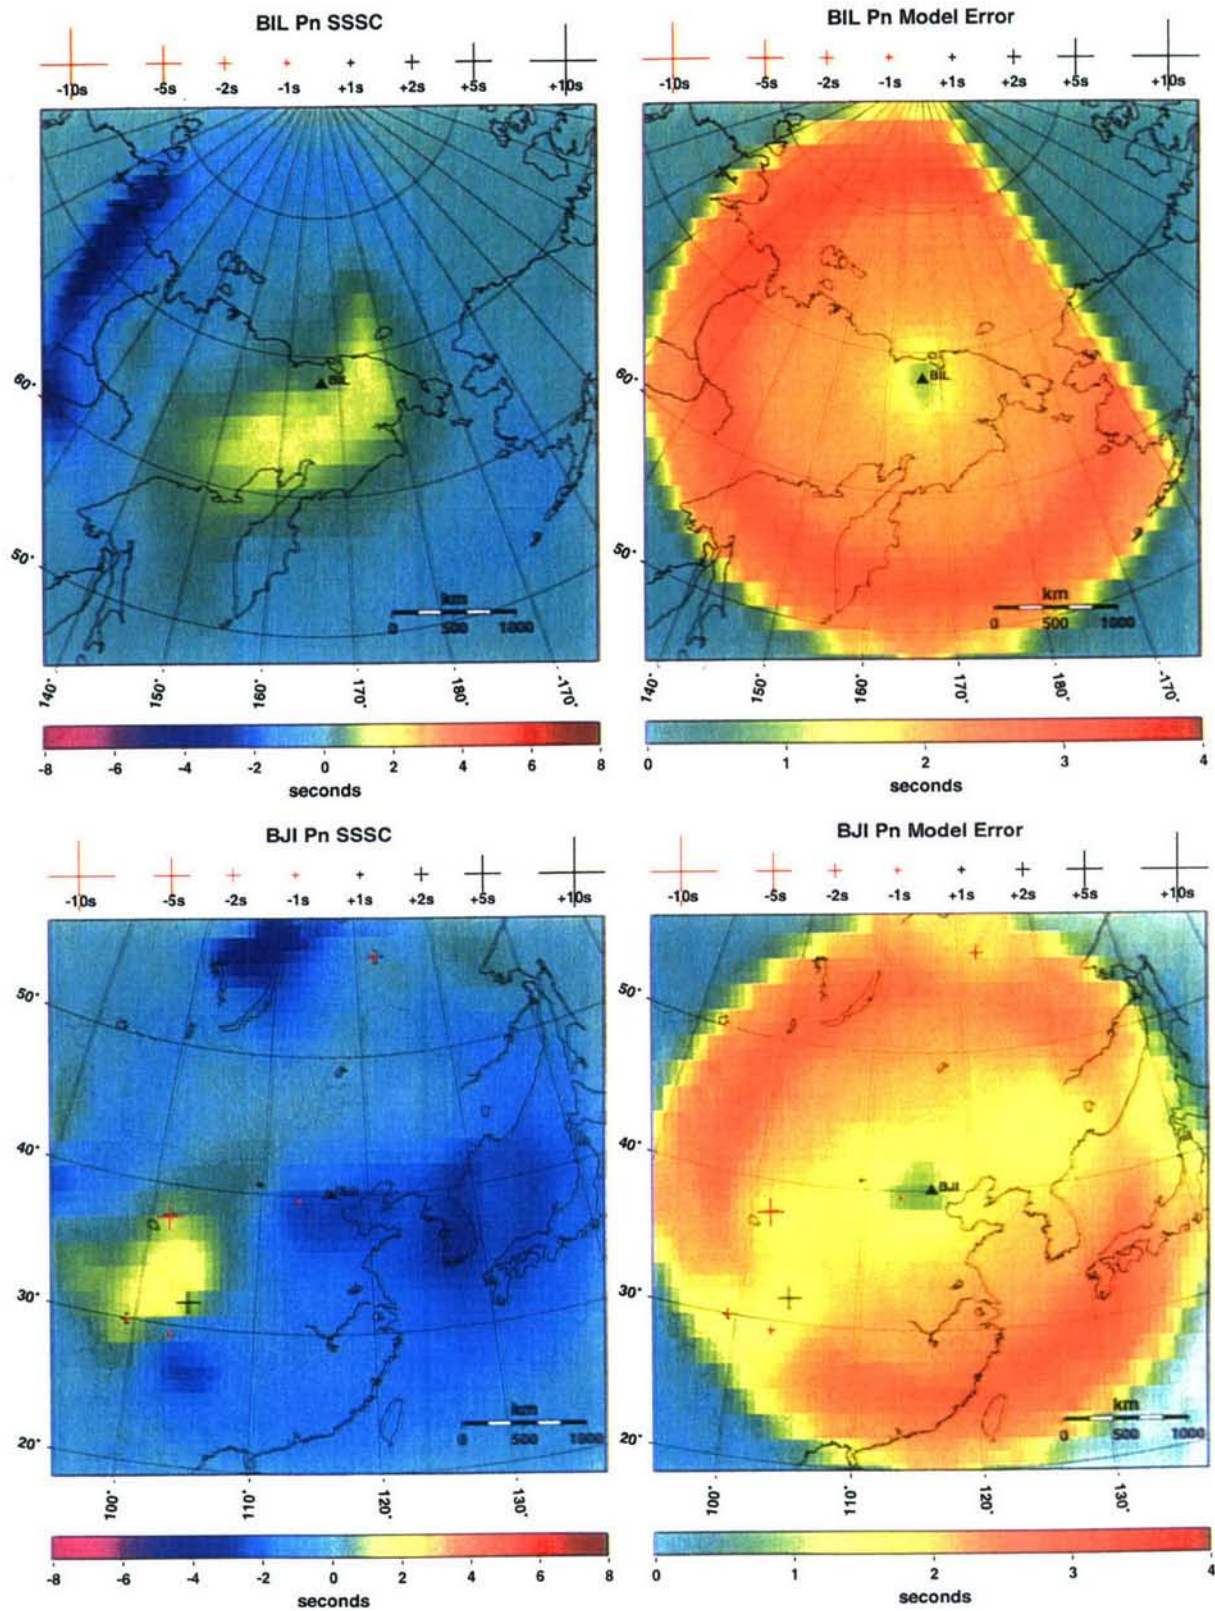 BIL Pn SSSC
-10s -5s -2s -1s +1s +2s +5s +10s
BIL
60°
50°
km
0 500 1000
140° 150° 160° 170° 180° -170°
-8 -6 -4 -2 0 2 4 6 8
seconds
BIL Pn Model Error
-10s -5s -2s -1s +1s +2s +5s +10s
BIL
60°
50°
km
0 500 1000
140° 150° 160° 170° 180° -170°
0 1 2 3 4
seconds
BJI Pn SSSC
-10s -5s -2s -1s +1s +2s +5s +10s
50°
40°
BJI
30°
20°
km
0 500 1000
100° 110° 120° 130°
-8 -6 -4 -2 0 2 4 6 8
seconds
BJI Pn Model Error
-10s -5s -2s -1s +1s +2s +5s +10s
50°
40°
BJI
30°
20°
km
0 500 1000
100° 110° 120° 130°
0 1 2 3 4
seconds